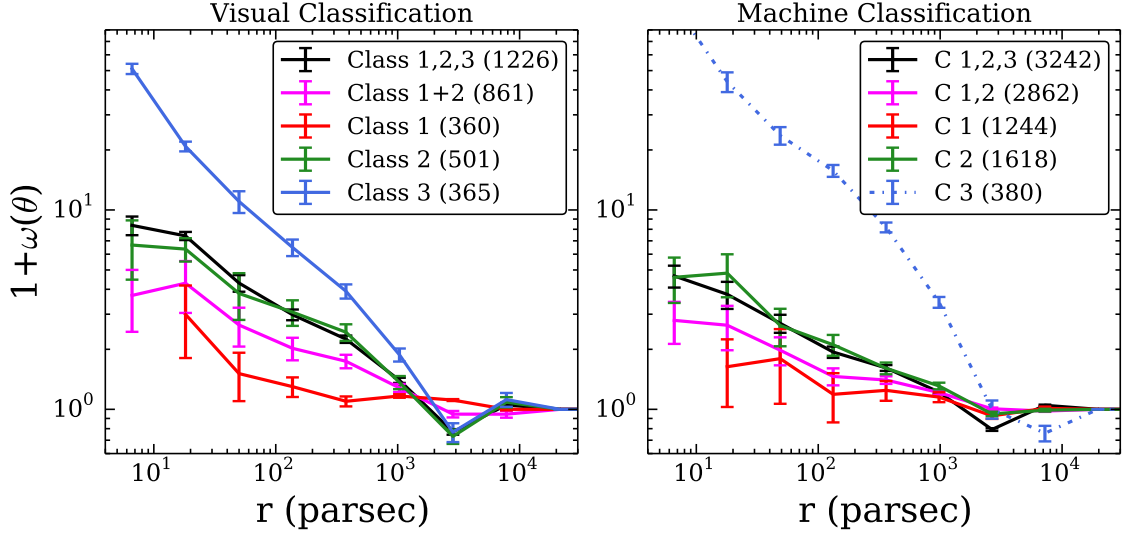 Visual Classification
Class 1,2,3 (1226)
Class 1+2 (861)
Class 1 (360)
Class 2 (501)
Class 3 (365)
1+ω(θ)
10¹
10⁰
10¹ 10² 10³ 10⁴
r (parsec)
Machine Classification
C 1,2,3 (3242)
C 1,2 (2862)
C 1 (1244)
C 2 (1618)
C 3 (380)
10¹
10⁰
10¹ 10² 10³ 10⁴
r (parsec)